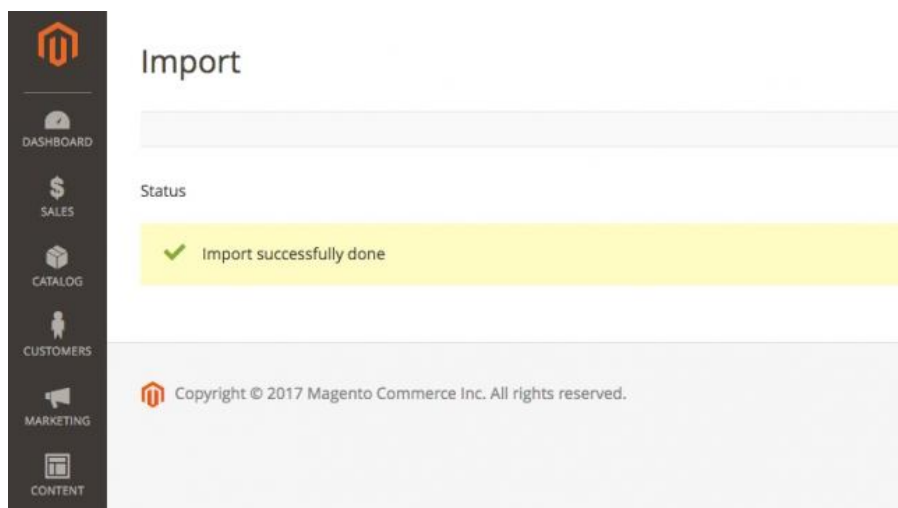 Import
DASHBOARD
Status
SALES
Import successfully done
CATALOG
CUSTOMERS
Copyright © 2017 Magento Commerce Inc. All rights reserved.
MARKETING
CONTENT